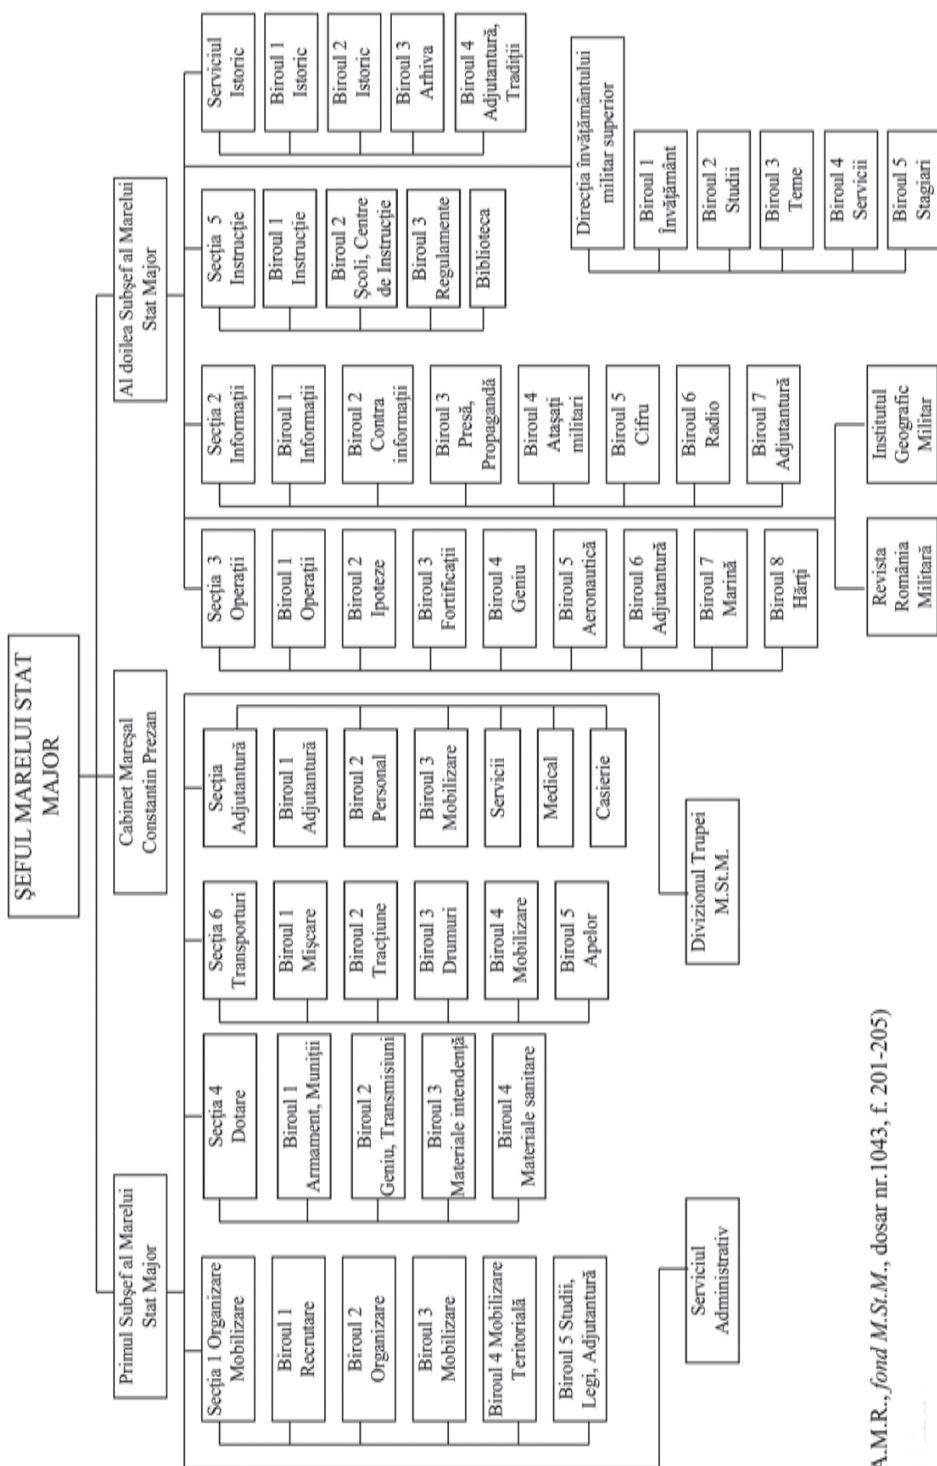 ŞEFUL MARELUI STAT
MAJOR
Primul Subşef al Marelui
Stat Major
Cabinet Mareşal
Constantin Prezan
Al doilea Subşef al Marelui
Stat Major
Secţia 1 Organizare
Mobilizare
Biroul 1
Recrutare
Biroul 2
Organizare
Biroul 3
Mobilizare
Biroul 4 Mobilizare
Teritorială
Biroul 5 Studii,
Legi, Adjutantură
Secţia 4
Dotare
Biroul 1
Armament, Muniţii
Biroul 2
Geniu, Transmisiuni
Biroul 3
Materiale intendenţă
Biroul 4
Materiale sanitare
Secţia 6
Transporturi
Biroul 1
Mişcare
Biroul 2
Tracţiune
Biroul 3
Drumuri
Biroul 4
Mobilizare
Biroul 5
Apelor
Secţia
Adjutantură
Biroul 1
Adjutantură
Biroul 2
Personal
Biroul 3
Mobilizare
Servicii
Medical
Casierie
Secţia 3
Operaţii
Biroul 1
Operaţii
Biroul 2
Ipoteze
Biroul 3
Fortificaţii
Biroul 4
Geniu
Biroul 5
Aeronautică
Biroul 6
Adjutantură
Biroul 7
Marină
Biroul 8
Hărţi
Secţia 2
Informaţii
Biroul 1
Informaţii
Biroul 2
Contra
informaţii
Biroul 3
Presă,
Propagandă
Biroul 4
Ataşaţi
militari
Biroul 5
Cifru
Biroul 6
Radio
Biroul 7
Adjutantură
Secţia 5
Instrucţie
Biroul 1
Instrucţie
Biroul 2
Şcoli, Centre
de Instrucţie
Biroul 3
Regulamente
Biblioteca
Serviciul
Istoric
Biroul 1
Istoric
Biroul 2
Istoric
Biroul 3
Arhiva
Biroul 4
Adjutantură,
Tradiţii
Direcţia învăţământului
militar superior
Biroul 1
Învăţământ
Biroul 2
Studii
Biroul 3
Teme
Biroul 4
Servicii
Biroul 5
Stagiari
Serviciul
Administrativ
Divizionul Trupei
M.St.M.
Revista
România
Militară
Institutul
Geografic
Militar
A.M.R., fond M.St.M., dosar nr.1043, f. 201-205)